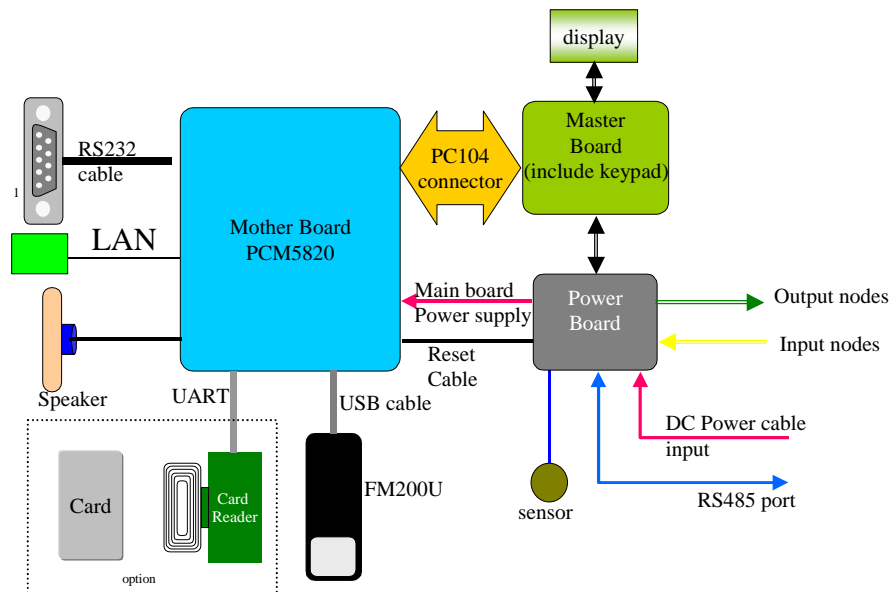 display
RS232
cable
1
PC104
connector
Master
Board
(include keypad)
LAN
Mother Board
PCM5820
Main board
Power supply
Power
Board
Output nodes
Input nodes
Reset
Cable
Speaker
UART
USB cable
DC Power cable
input
Card
Card
Reader
FM200U
sensor
RS485 port
option